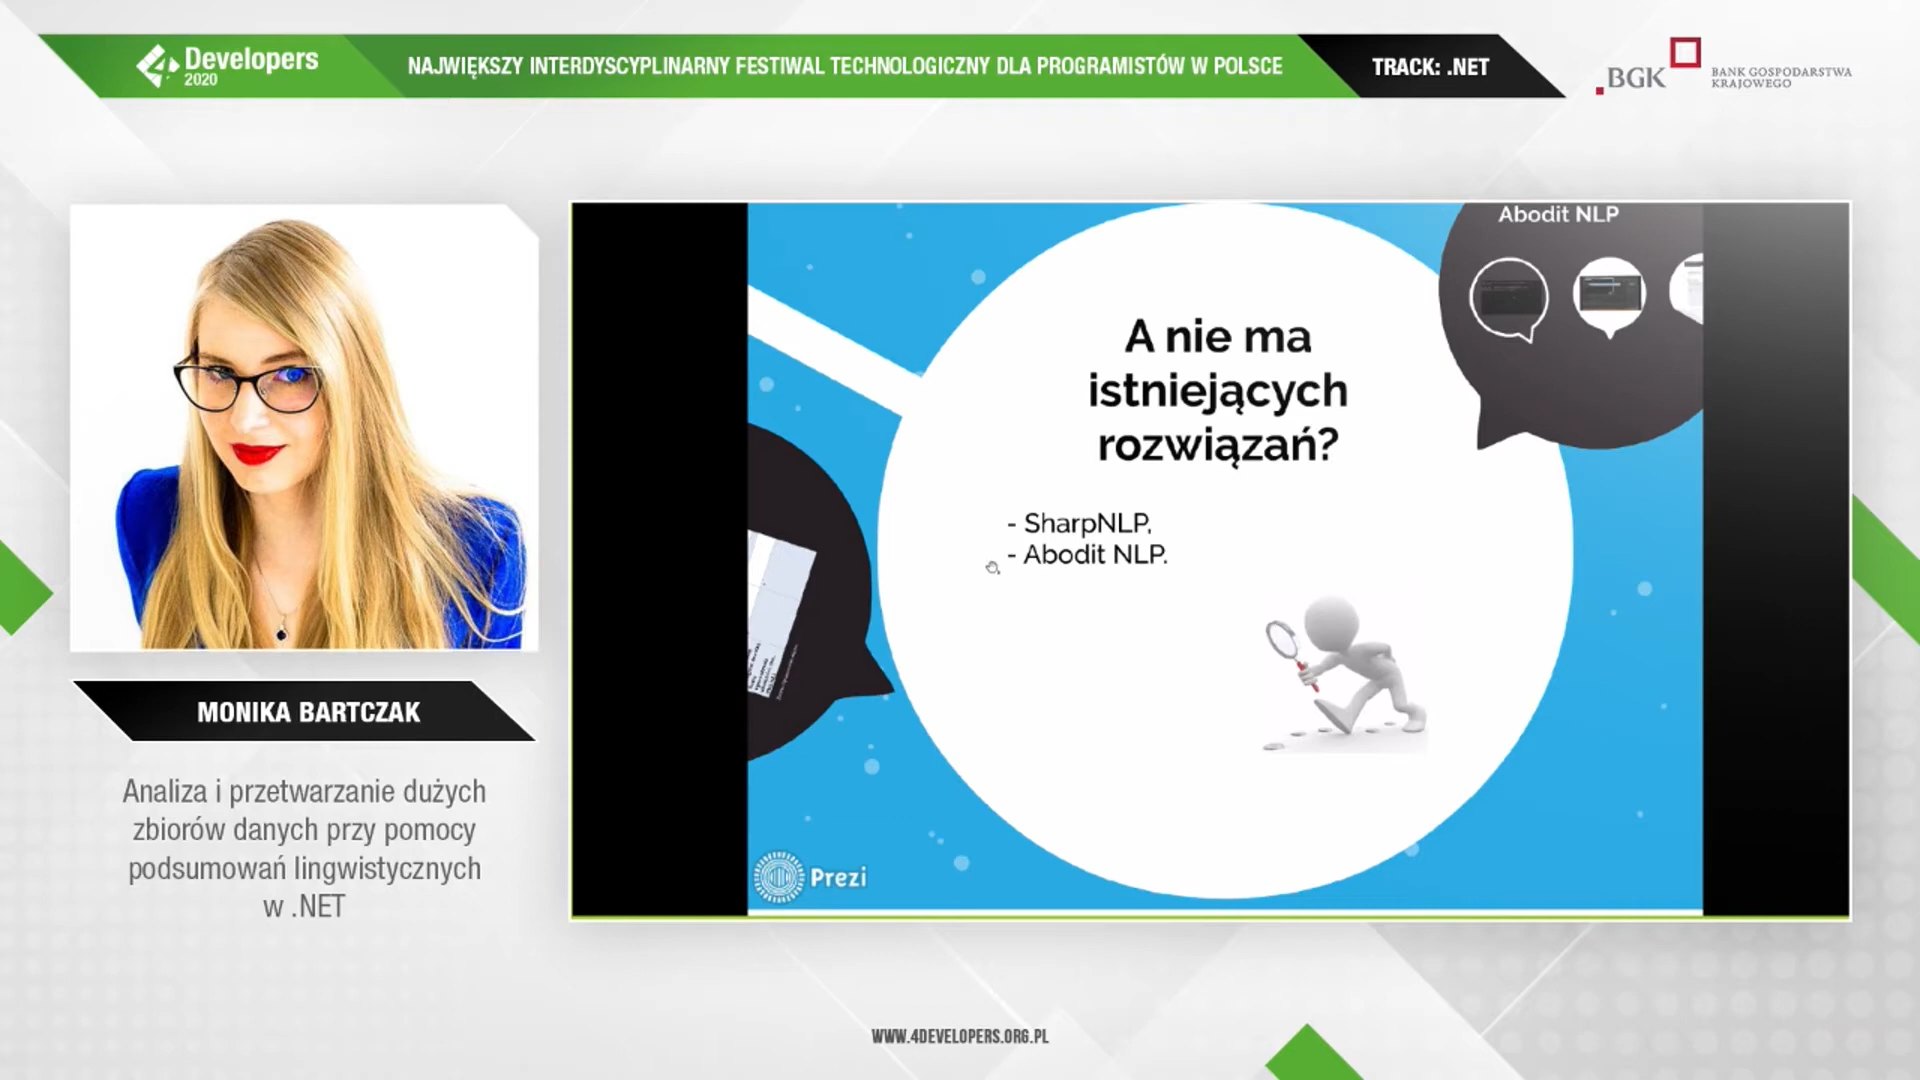 4Developers
2020
NAJWIĘKSZY INTERDYSCYPLINARNY FESTIWAL TECHNOLOGICZNY DLA PROGRAMISTÓW W POLSCE
TRACK: .NET
BGK
BANK GOSPODARSTWA
KRAJOWEGO
Abodit NLP
A nie ma
istniejących
rozwiązań?
- SharpNLP,
- Abodit NLP.
Prezi
MONIKA BARTCZAK
Analiza i przetwarzanie dużych
zbiorów danych przy pomocy
podsumowań lingwistycznych
w .NET
WWW.4DEVELOPERS.ORG.PL